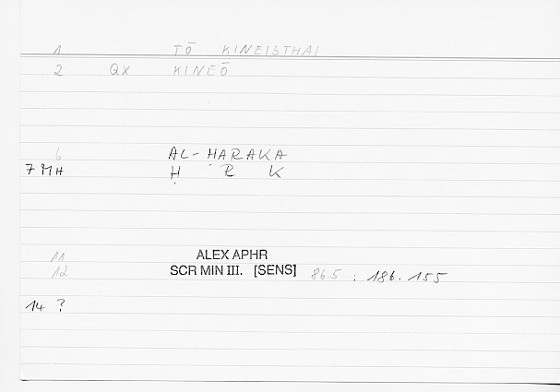 1 TŌ KINEISTHAI
2 QX KINEŌ
6 AL-ḤARAKA
7 MH Ḥ R K
11 ALEX APHR
12 SCR MIN III. [SENS] 86.5 : 186.155
14 ?